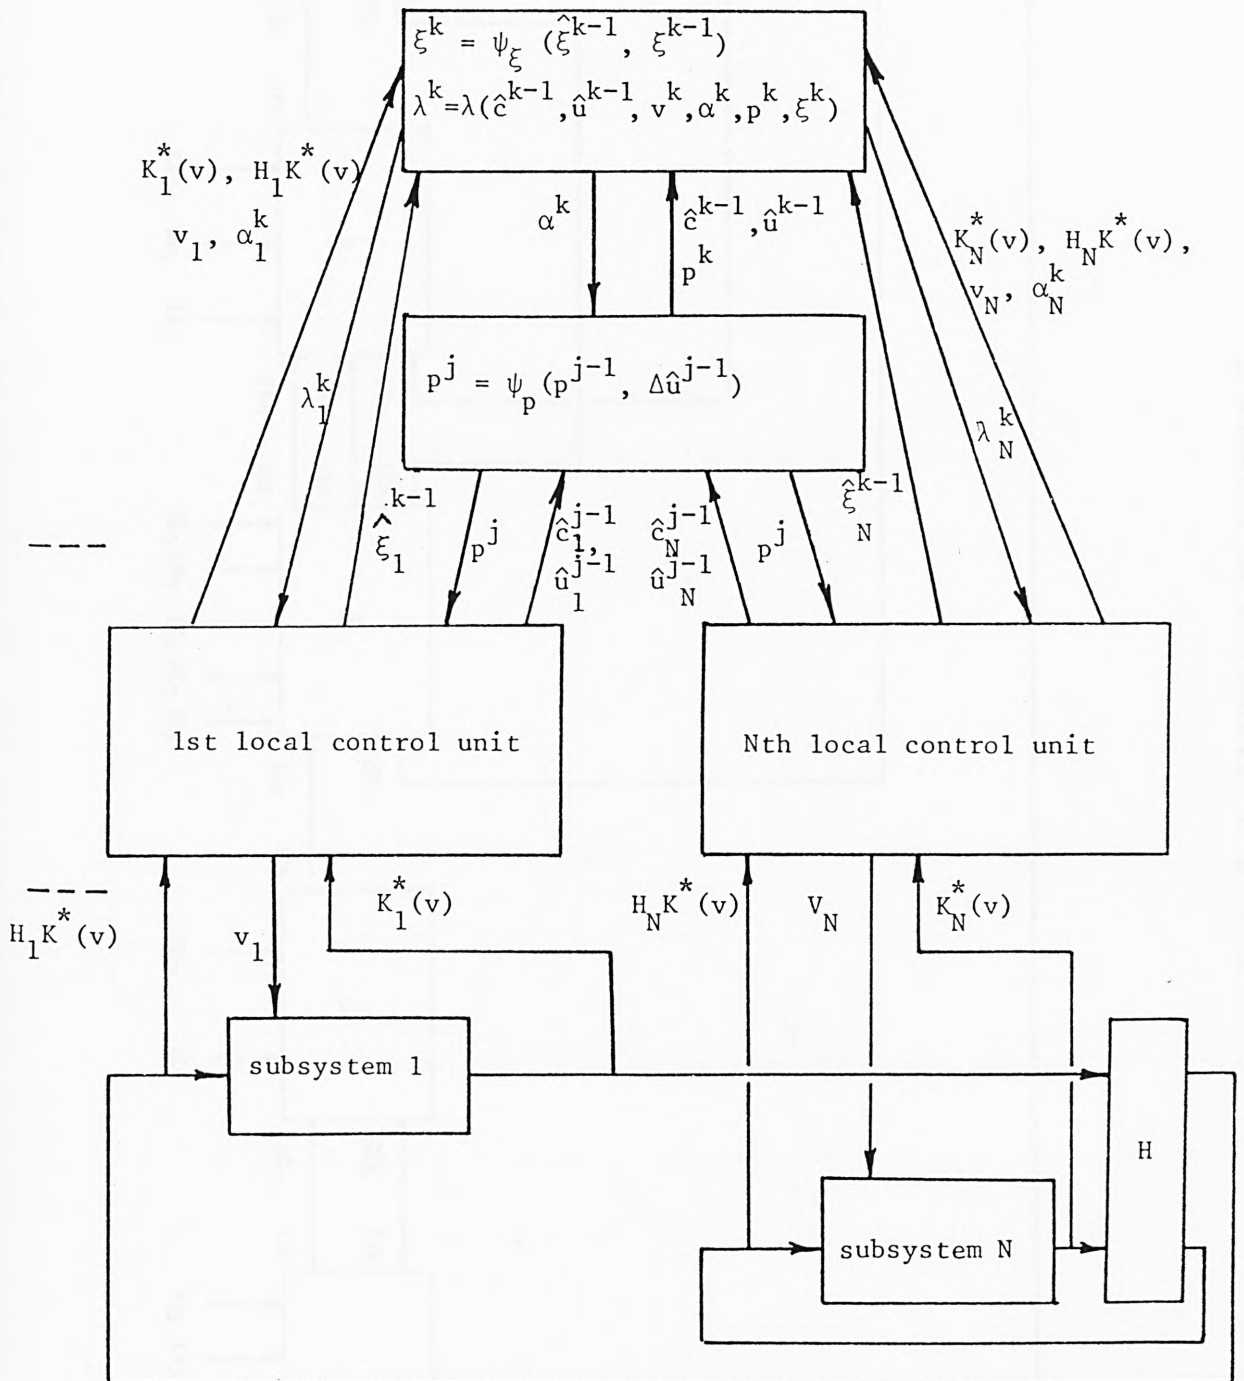 ξ^k = ψ_ξ (ξ̂^{k-1}, ξ^{k-1})
λ^k=λ(ĉ^{k-1},û^{k-1}, v^k,α^k,p^k,ξ^k)
K_1^*(v), H_1K^*(v)
v_1, α_1^k
α^k
ĉ^{k-1},û^{k-1}
p^k
K_N^*(v), H_NK^*(v),
v_N, α_N^k
p^j = ψ_p(p^{j-1}, Δû^{j-1})
λ_1^k
λ_N^k
ξ̂_1^{k-1}
p^j
ĉ_1^{j-1},
û_1^{j-1}
ĉ_N^{j-1}
û_N^{j-1}
p^j
ξ̂_N^{k-1}
1st local control unit
Nth local control unit
H_1K^*(v)
v_1
K_1^*(v)
H_NK^*(v)
V_N
K_N^*(v)
subsystem 1
H
subsystem N